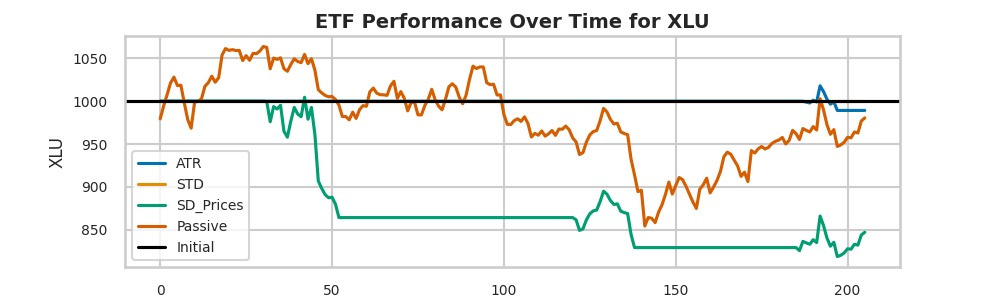 ETF Performance Over Time for XLU
XLU
1050
1000
950
900
850
ATR
STD
SD_Prices
Passive
Initial
0
50
100
150
200